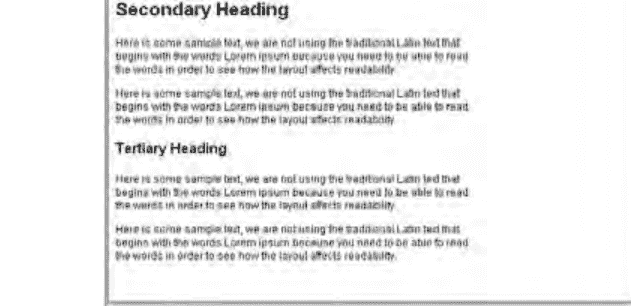 Secondary Heading
Here is some sample text, we are not using the traditional Latin text that
begins with the words Lorem ipsum because you need to be able to read
the words in order to see how the layout affects readability.
Here is some sample text, we are not using the traditional Latin text that
begins with the words Lorem ipsum because you need to be able to read
the words in order to see how the layout affects readability.
Tertiary Heading
Here is some sample text, we are not using the traditional Latin text that
begins with the words Lorem ipsum because you need to be able to read
the words in order to see how the layout affects readability.
Here is some sample text, we are not using the traditional Latin text that
begins with the words Lorem ipsum because you need to be able to read
the words in order to see how the layout affects readability.